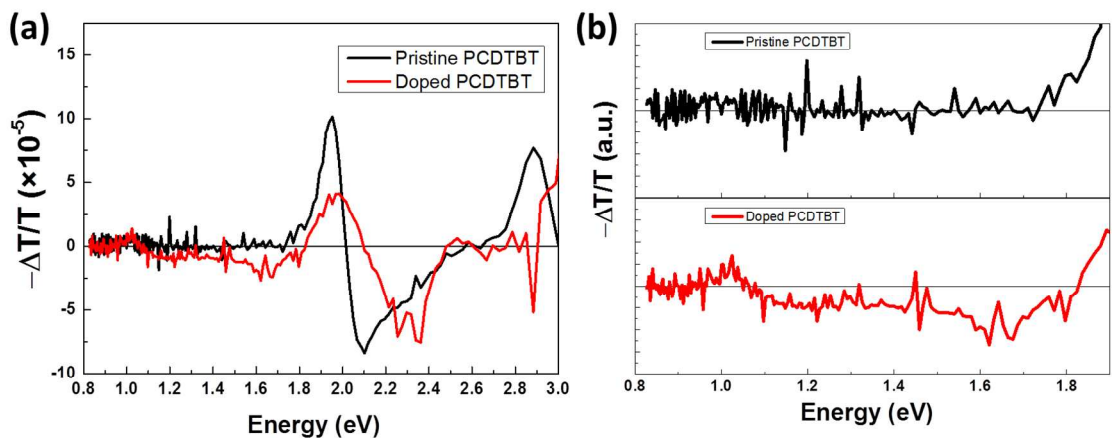 (a)
−ΔT/T (×10⁻⁵)
15
10
5
0
-5
-10
Pristine PCDTBT
Doped PCDTBT
0.8 1.0 1.2 1.4 1.6 1.8 2.0 2.2 2.4 2.6 2.8 3.0
Energy (eV)
(b)
−ΔT/T (a.u.)
Pristine PCDTBT
Doped PCDTBT
0.8 1.0 1.2 1.4 1.6 1.8
Energy (eV)